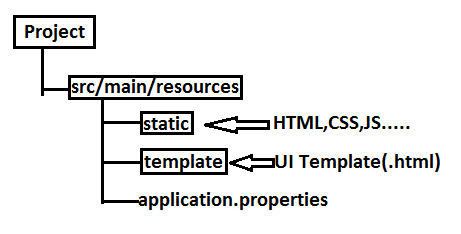 Project
src/main/resources
static HTML,CSS,JS.....
template UI Template(.html)
application.properties